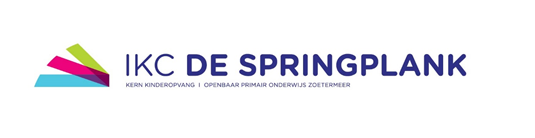 IKC DE SPRINGPLANK
KERN KINDEROPVANG I OPENBAAR PRIMAIR ONDERWIJS ZOETERMEER